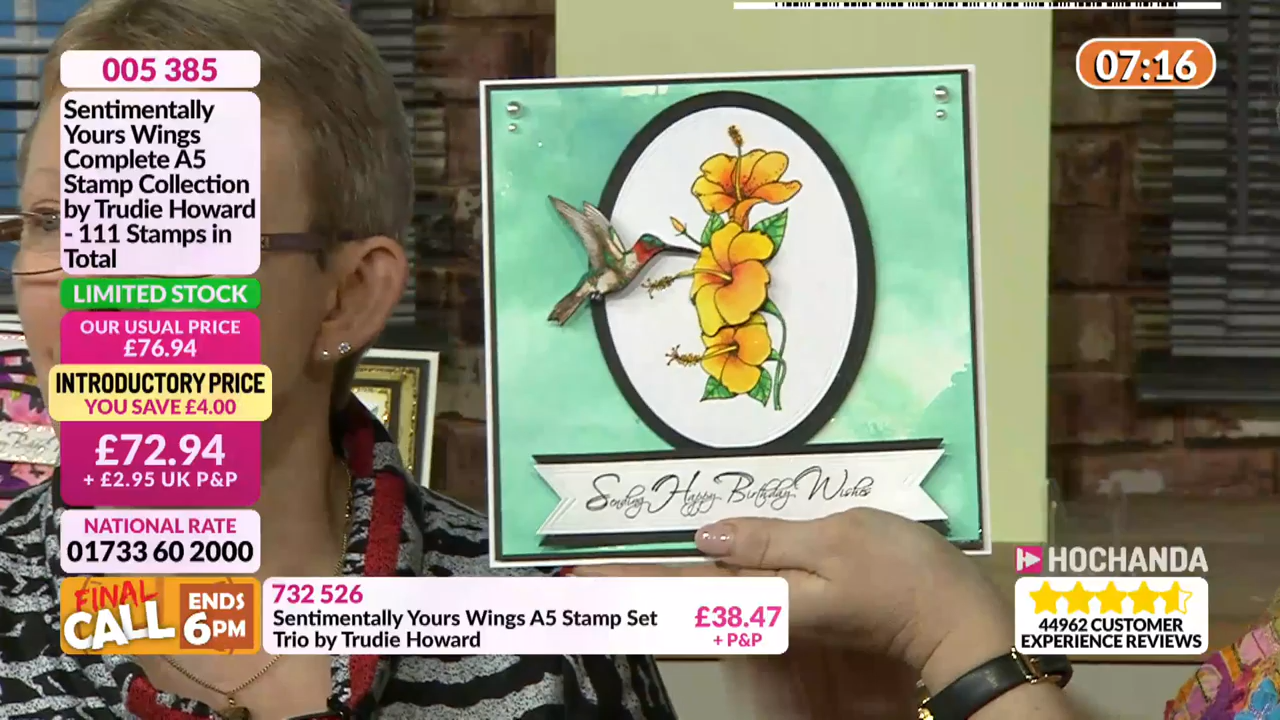 005 385
07:16
Sentimentally
Yours Wings
Complete A5
Stamp Collection
by Trudie Howard
- 111 Stamps in
Total
LIMITED STOCK
OUR USUAL PRICE
£76.94
INTRODUCTORY PRICE
YOU SAVE £4.00
£72.94
+ £2.95 UK P&P
Sending Happy Birthday Wishes
NATIONAL RATE
01733 60 2000
FINAL
CALL
ENDS
6PM
732 526
Sentimentally Yours Wings A5 Stamp Set
Trio by Trudie Howard
£38.47
+ P&P
HOCHANDA
44962 CUSTOMER
EXPERIENCE REVIEWS